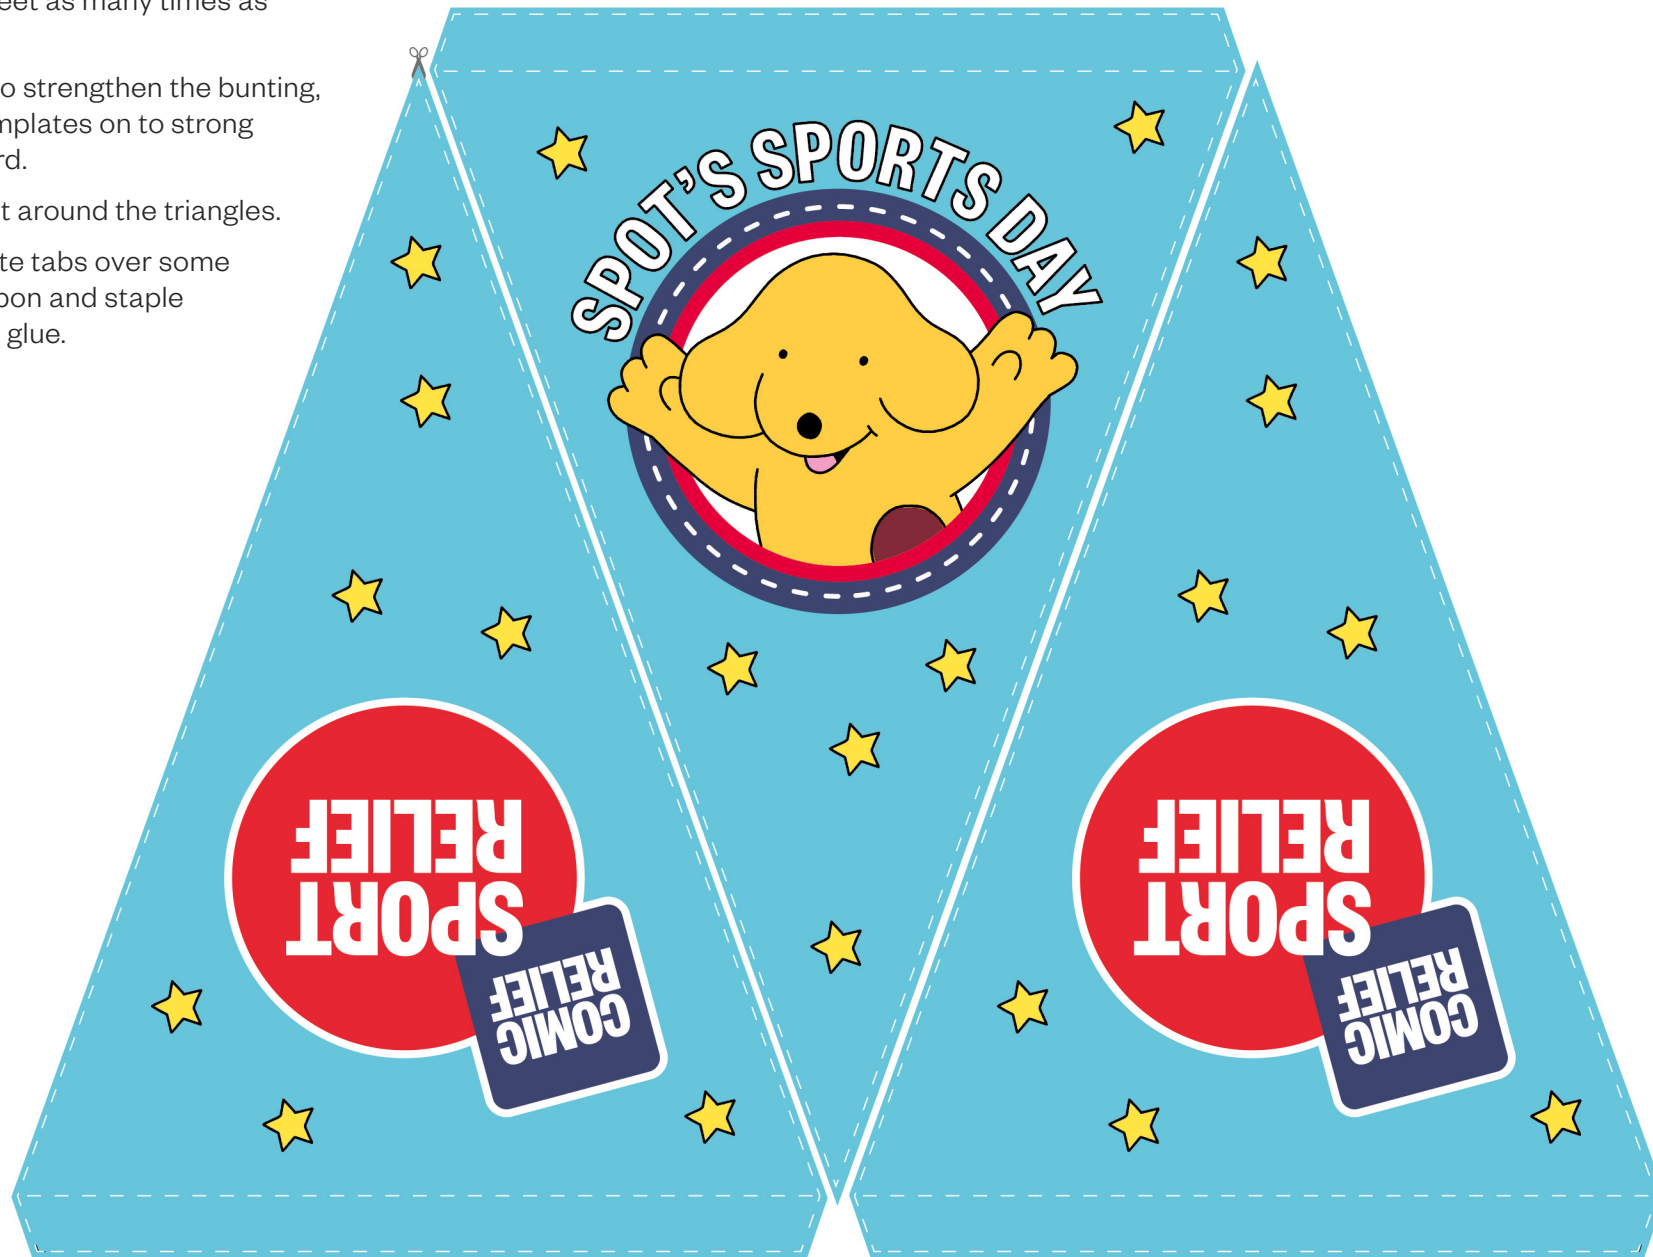 eet as many times as
o strengthen the bunting,
mplates on to strong
rd.
t around the triangles.
te tabs over some
oon and staple
glue.
SPOT'S SPORTS DAY
SPORT
RELIEF
COMIC
RELIEF
SPORT
RELIEF
COMIC
RELIEF